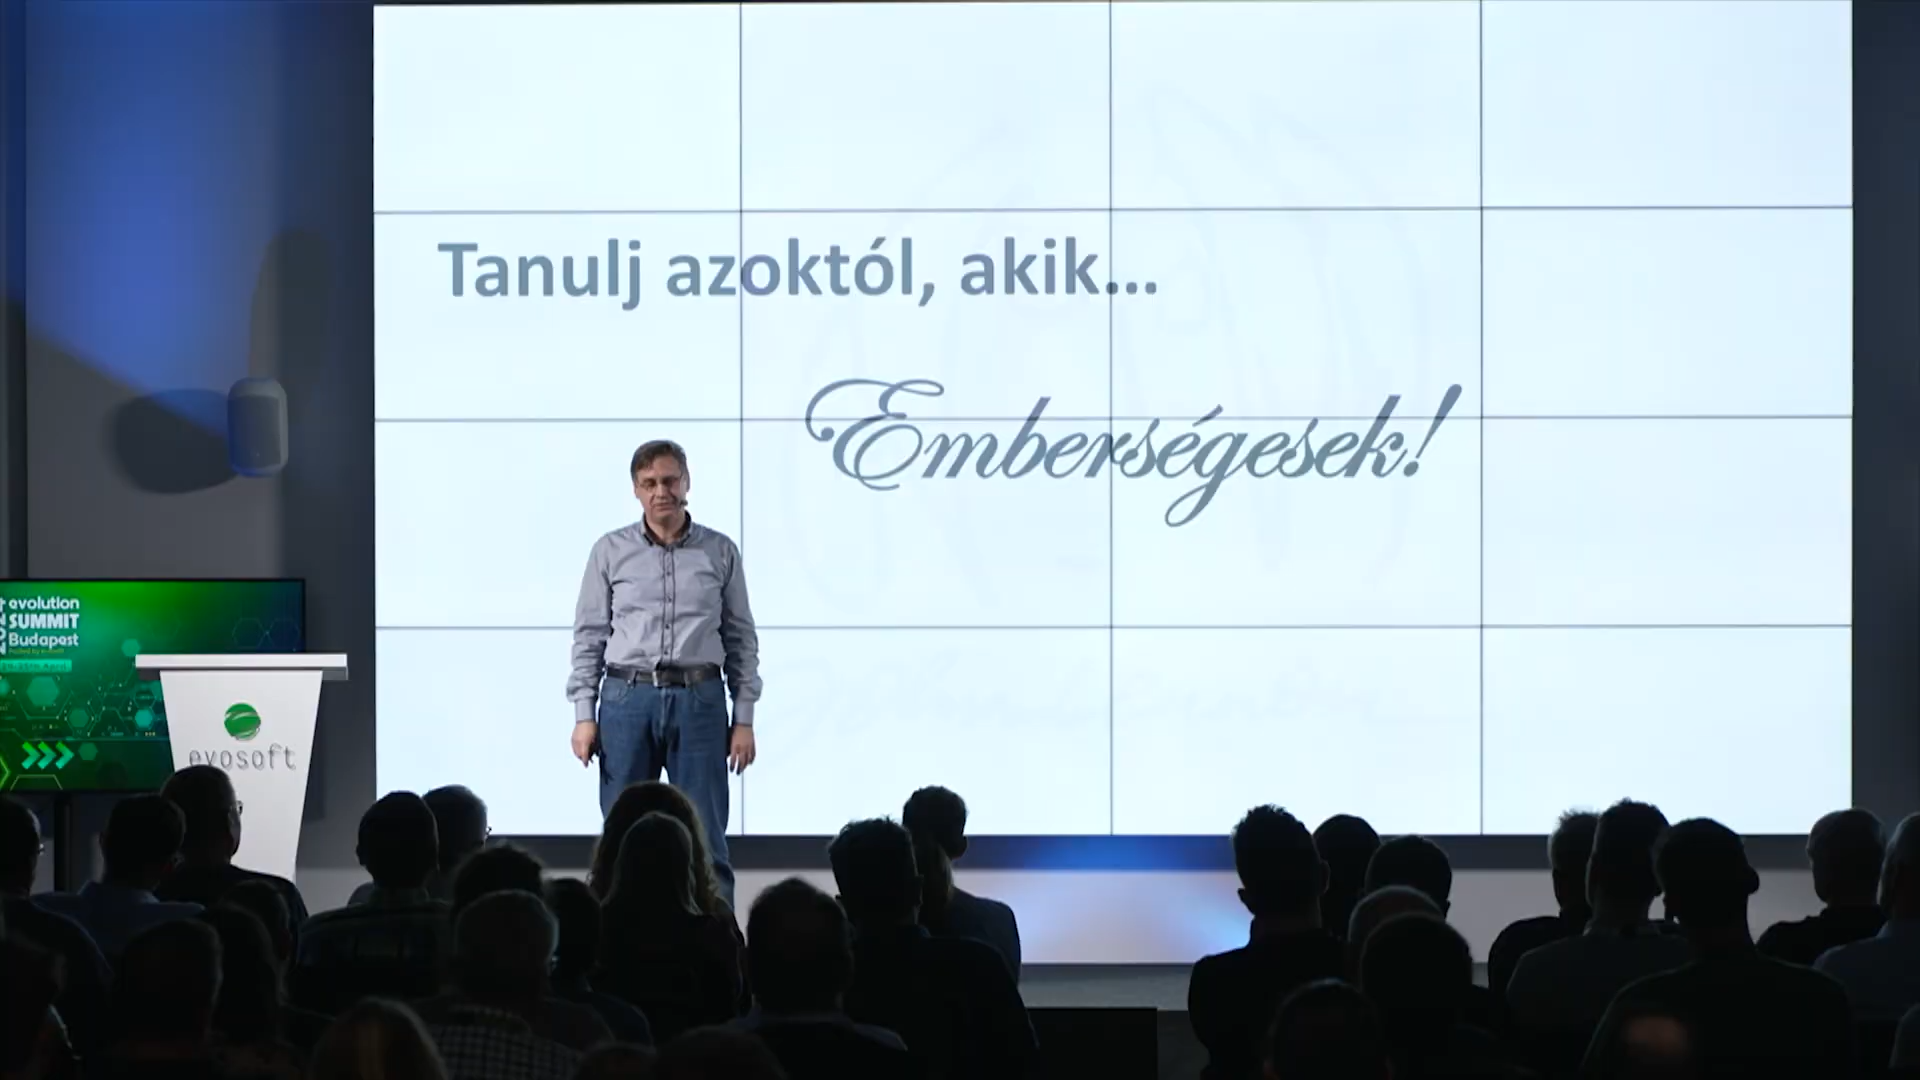 Tanulj azoktól, akik...
Emberségesek!
evolution
SUMMIT
Budapest
evosoft